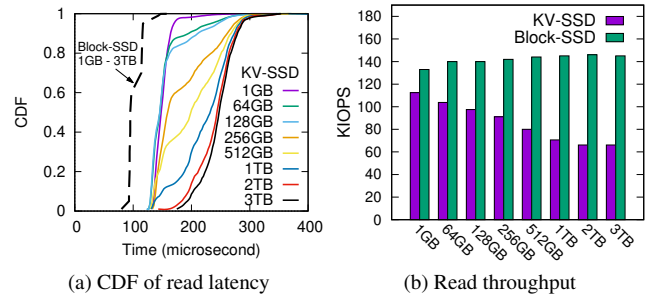 CDF
1
0.8
0.6
0.4
0.2
0
Block-SSD
1GB - 3TB
KV-SSD
1GB
64GB
128GB
256GB
512GB
1TB
2TB
3TB
0 100 200 300 400
Time (microsecond)
(a) CDF of read latency
KIOPS
180
160
140
120
100
80
60
40
20
0
KV-SSD
Block-SSD
1GB 64GB 128GB 256GB 512GB 1TB 2TB 3TB
(b) Read throughput